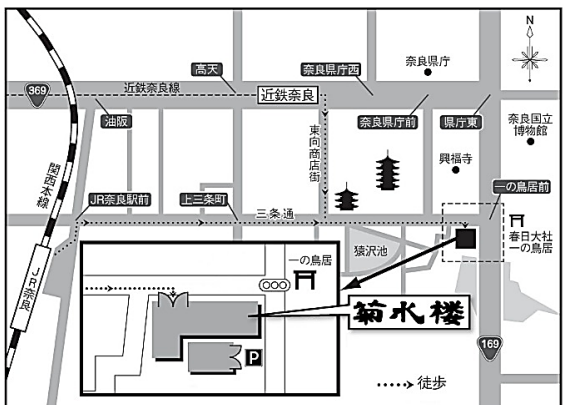 N
奈良県庁
高天
奈良県庁西
369
近鉄奈良線
近鉄奈良
油阪
奈良県庁前
県庁東
奈良国立
博物館
東向商店街
興福寺
関西本線
JR奈良駅前
上三条町
三条通
一の鳥居前
春日大社
一の鳥居
猿沢池
JR奈良
一の鳥居
菊水楼
P
169
徒歩